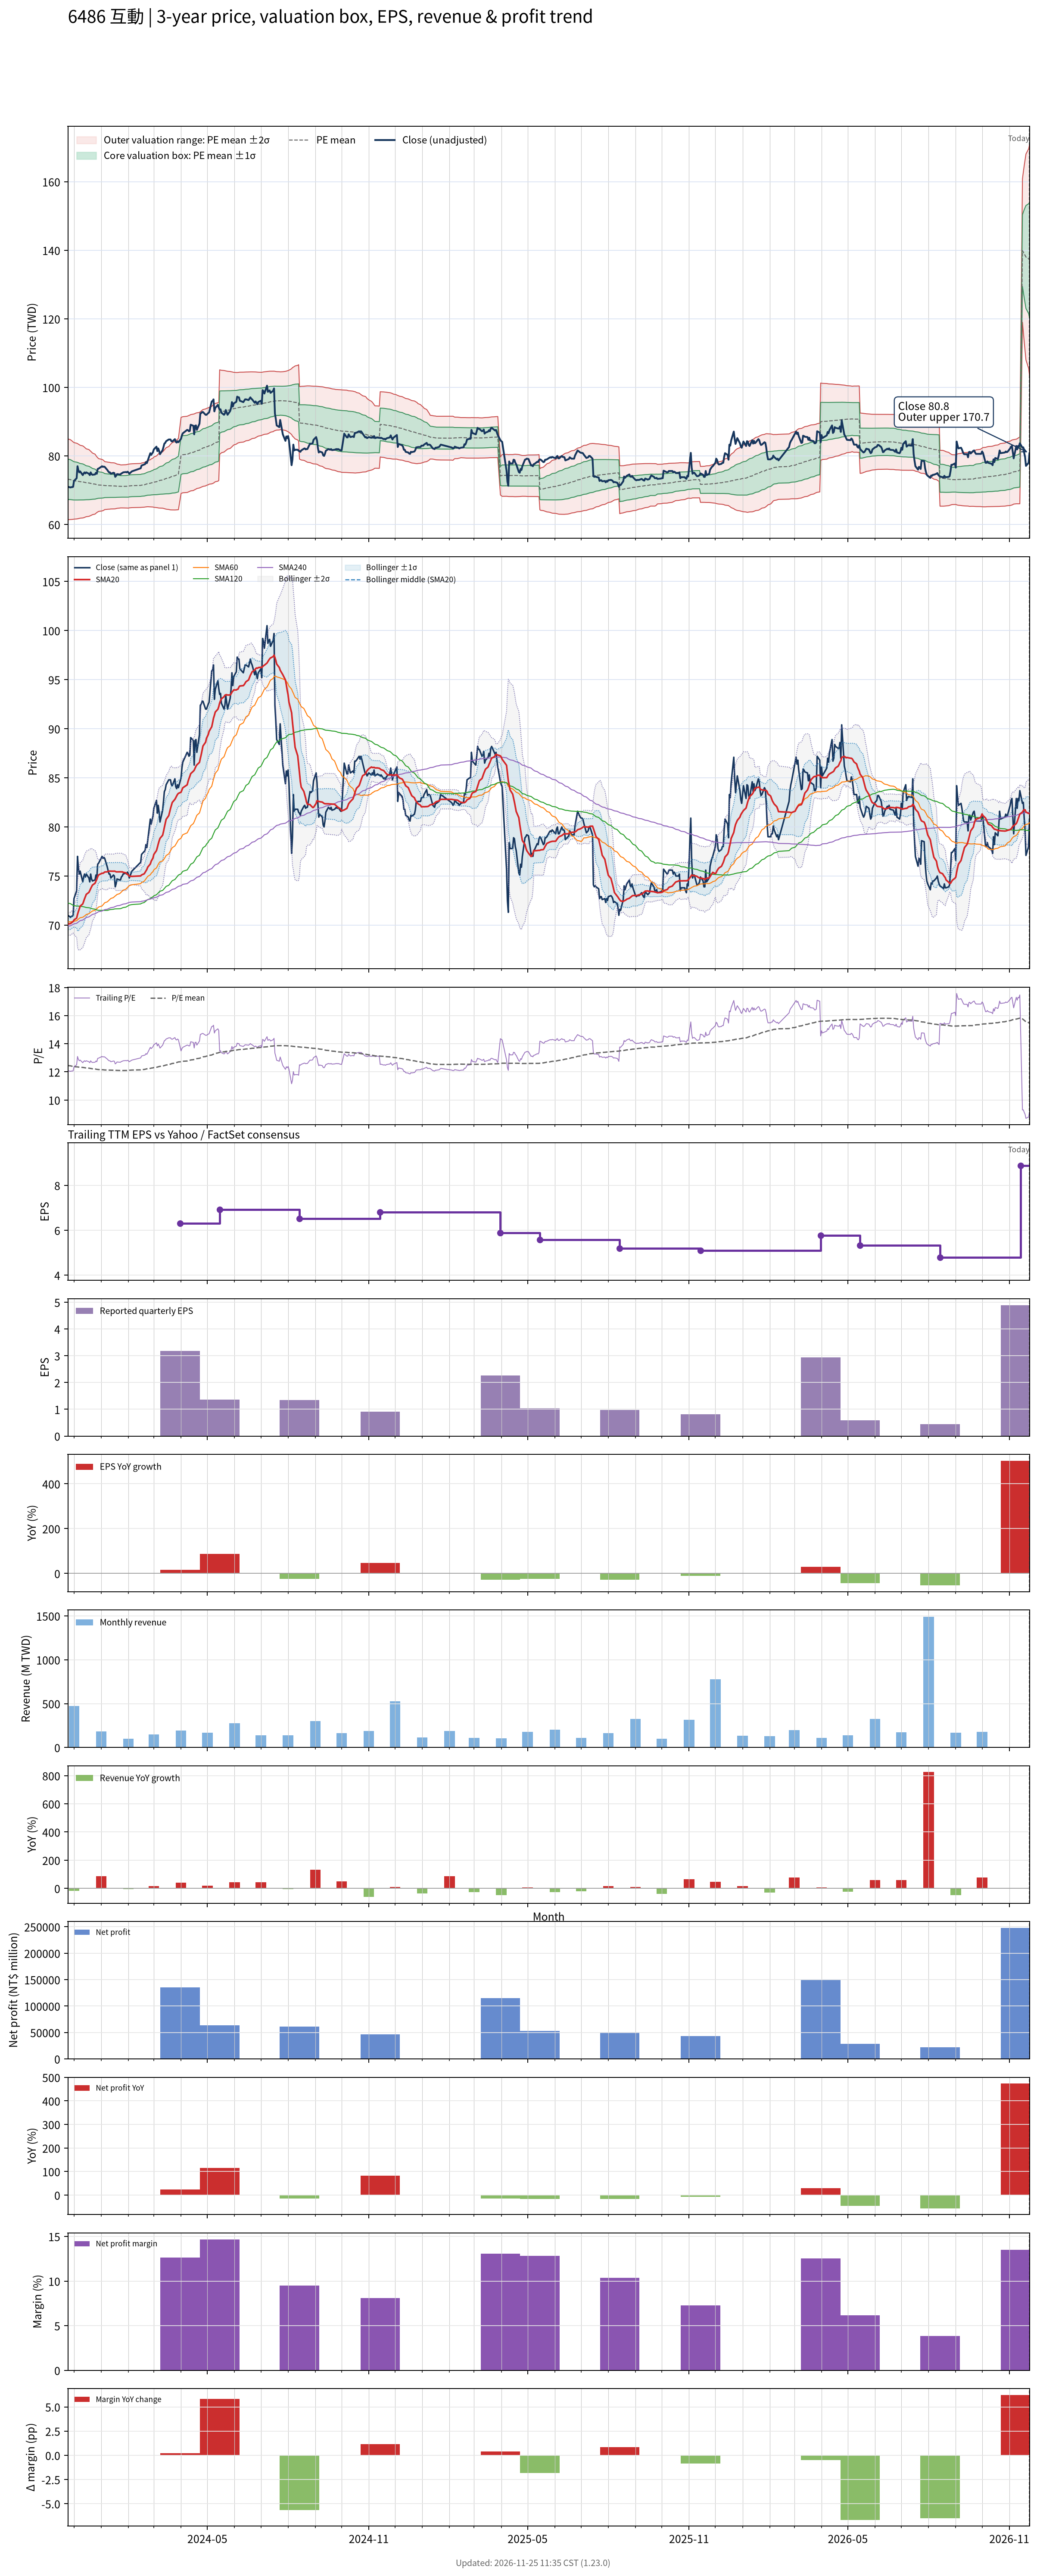 6486 互動 | 3-year price, valuation box, EPS, revenue & profit trend
Outer valuation range: PE mean ±2σ
Core valuation box: PE mean ±1σ
PE mean
Close (unadjusted)
Today
Close 80.8
Outer upper 170.7
Price (TWD)
160
140
120
100
80
60
Close (same as panel 1)
SMA20
SMA60
SMA120
SMA240
Bollinger ±2σ
Bollinger ±1σ
Bollinger middle (SMA20)
Price
105
100
95
90
85
80
75
70
Trailing P/E
P/E mean
P/E
18
16
14
12
10
Trailing TTM EPS vs Yahoo / FactSet consensus
Today
EPS
8
6
4
Reported quarterly EPS
EPS
5
4
3
2
1
0
EPS YoY growth
YoY (%)
400
200
0
Monthly revenue
Revenue (M TWD)
1500
1000
500
0
Revenue YoY growth
YoY (%)
800
600
400
200
0
Month
Net profit
Net profit (NT$ million)
250000
200000
150000
100000
50000
0
Net profit YoY
YoY (%)
500
400
300
200
100
0
Net profit margin
Margin (%)
15
10
5
0
Margin YoY change
Δ margin (pp)
5.0
2.5
0.0
-2.5
-5.0
2024-05
2024-11
2025-05
2025-11
2026-05
2026-11
Updated: 2026-11-25 11:35 CST (1.23.0)